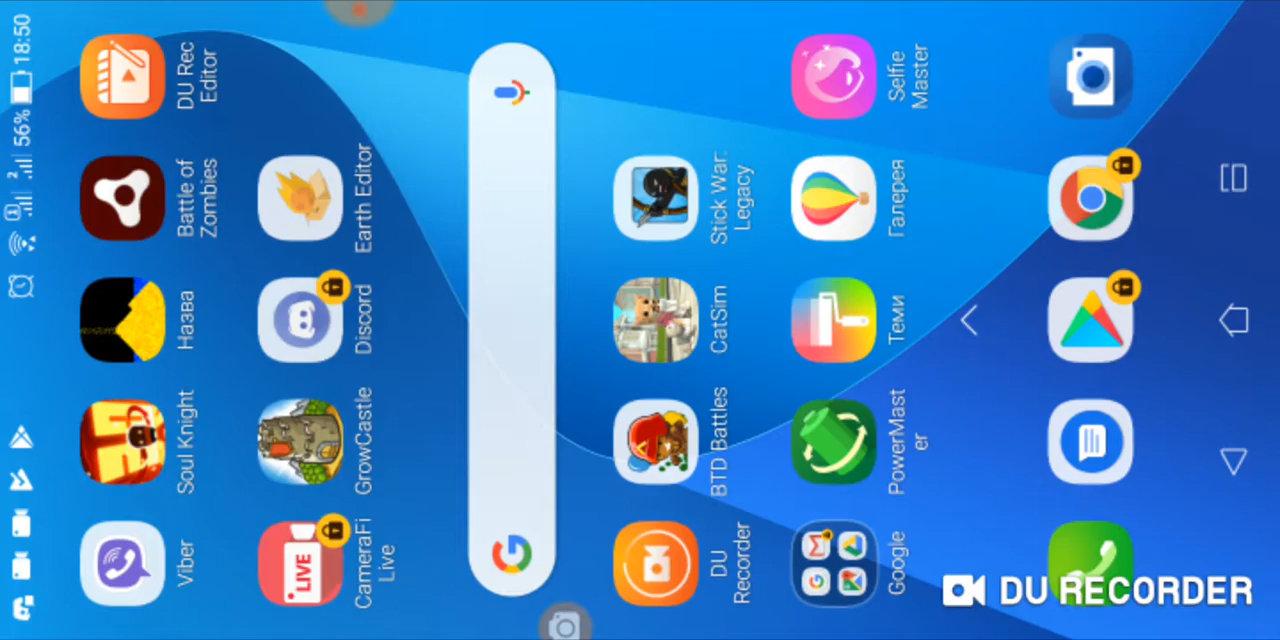 56% 18:50
Viber
Soul Knight
Назва
Battle of
Zombies
DU Rec
Editor
LIVE
CameraFi
Live
GrowCastle
Discord
Earth Editor
DU
Recorder
BTD Battles
CatSim
Stick War:
Legacy
Google
PowerMast
er
Теми
Галерея
Selfie
Master
DU RECORDER